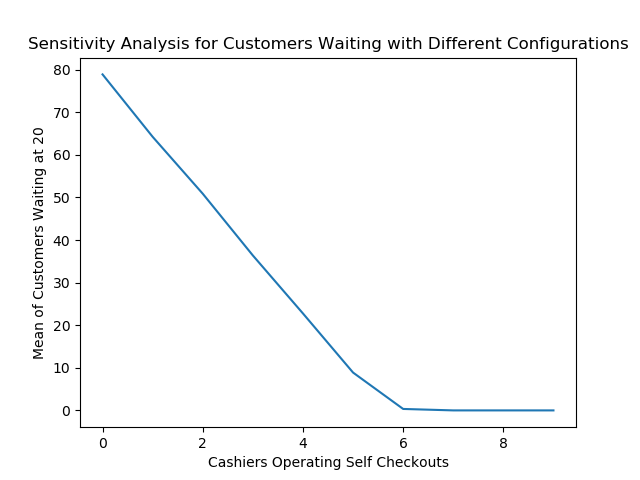 Sensitivity Analysis for Customers Waiting with Different Configurations
Mean of Customers Waiting at 20
80
70
60
50
40
30
20
10
0
0 2 4 6 8
Cashiers Operating Self Checkouts